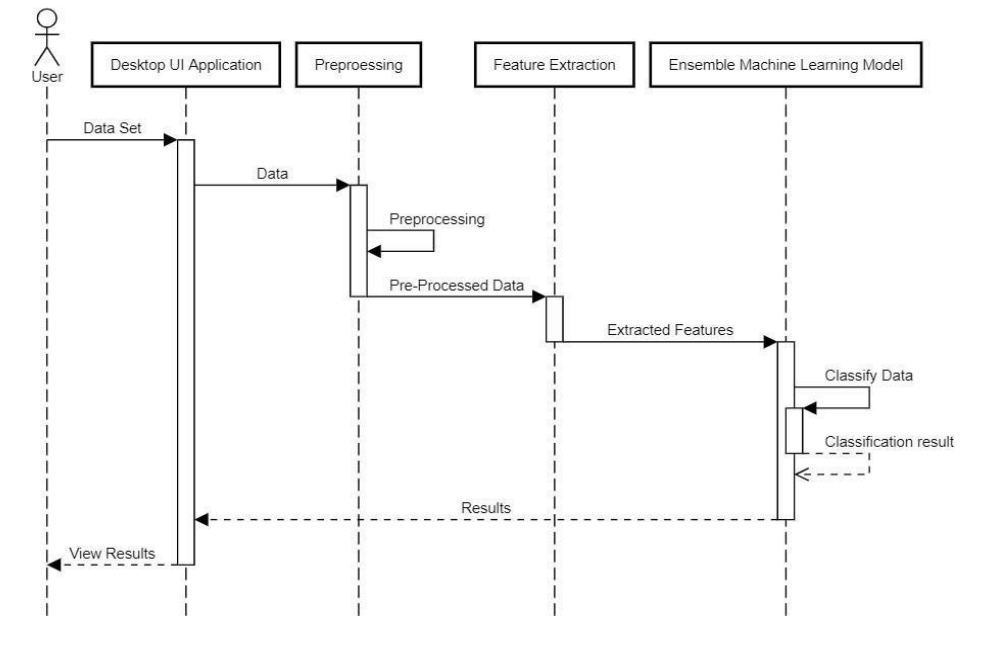 User
Desktop UI Application
Preproessing
Feature Extraction
Ensemble Machine Learning Model
Data Set
Data
Preprocessing
Pre-Processed Data
Extracted Features
Classify Data
Classification result
Results
View Results